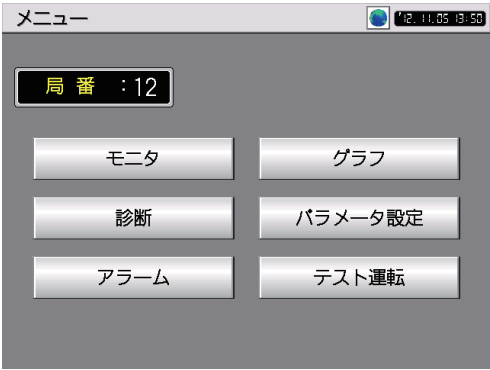 メニュー
'12.11.05 13:50
局番 :12
モニタ
グラフ
診断
パラメータ設定
アラーム
テスト運転